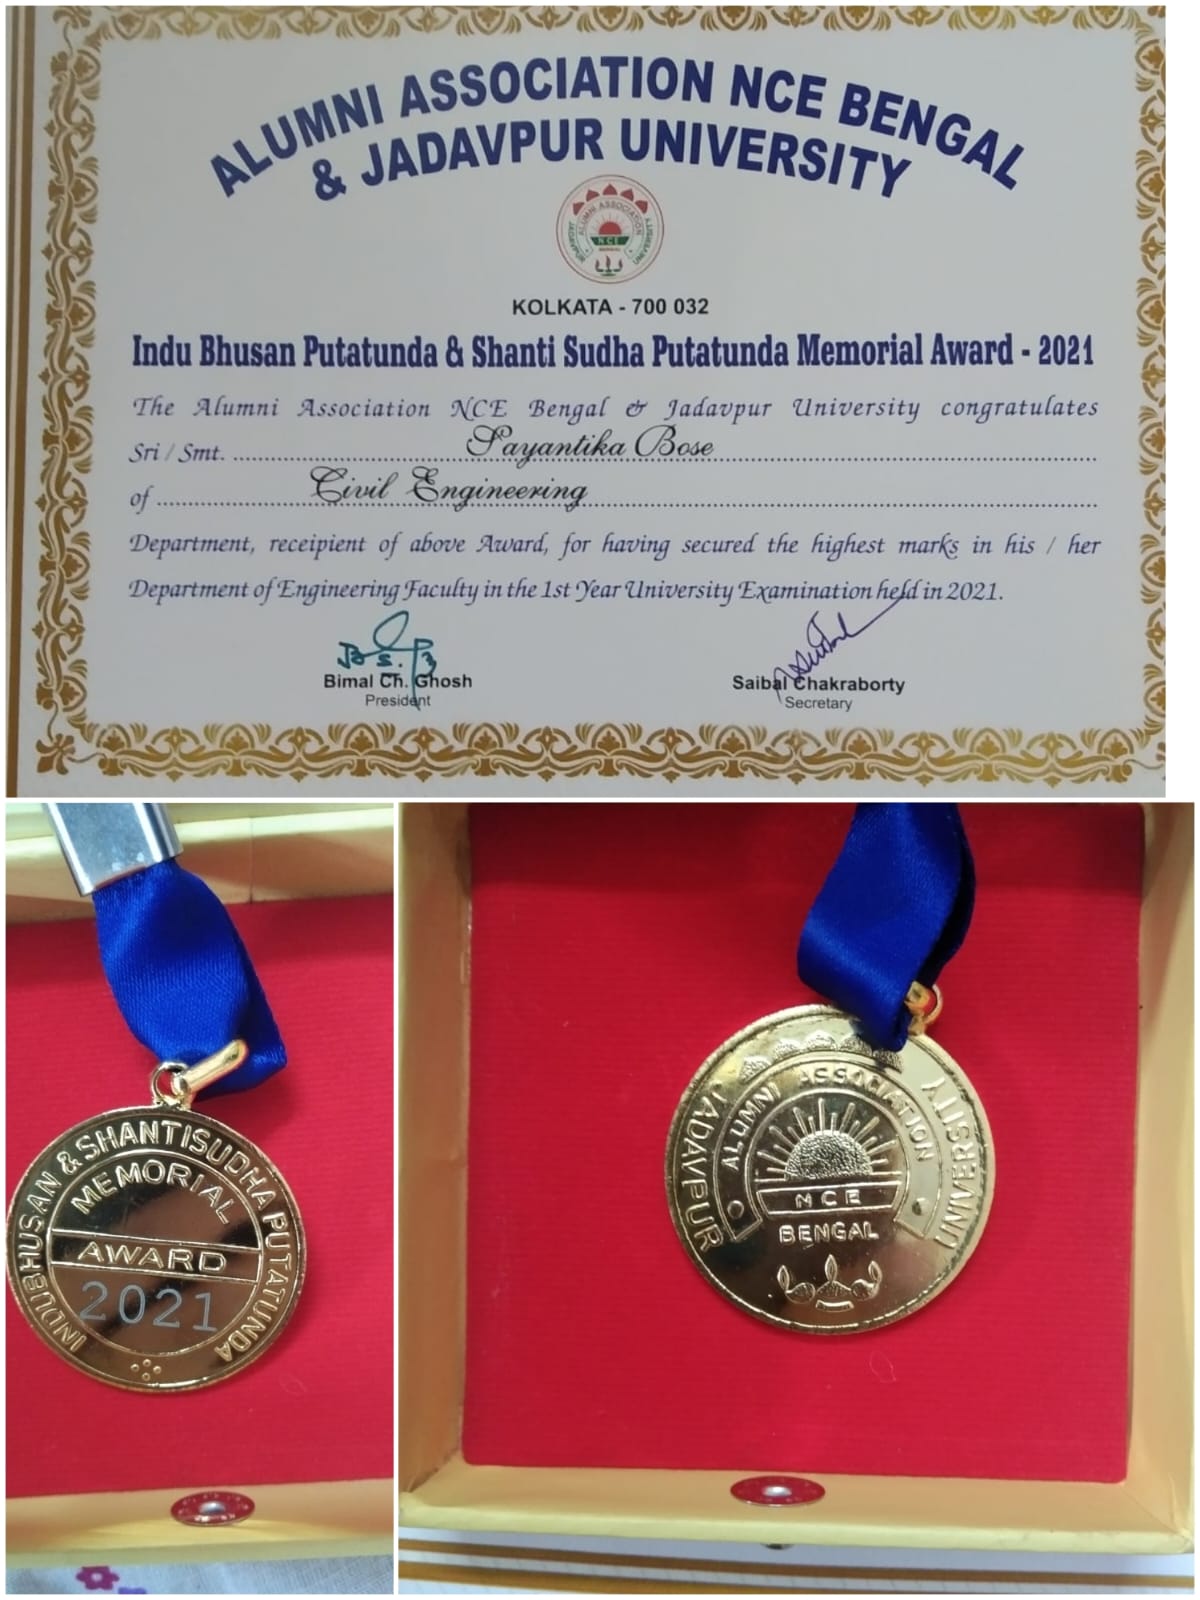 ALUMNI ASSOCIATION NCE BENGAL
& JADAVPUR UNIVERSITY
ALUMNI ASSOCIATION
JADAVPUR UNIVERSITY
NCE
BENGAL
KOLKATA - 700 032
Indu Bhusan Putatunda & Shanti Sudha Putatunda Memorial Award - 2021
The Alumni Association NCE Bengal & Jadavpur University congratulates
Sri / Smt. Sayantika Bose
of Civil Engineering
Department, receipient of above Award, for having secured the highest marks in his / her
Department of Engineering Faculty in the 1st Year University Examination held in 2021.
Bimal Ch. Ghosh
President
Saibal Chakraborty
Secretary
INDUBHUSAN & SHANTISUDHA PUTATUNDA
MEMORIAL
AWARD
2021
JADAVPUR UNIVERSITY
ALUMNI ASSOCIATION
NCE
BENGAL